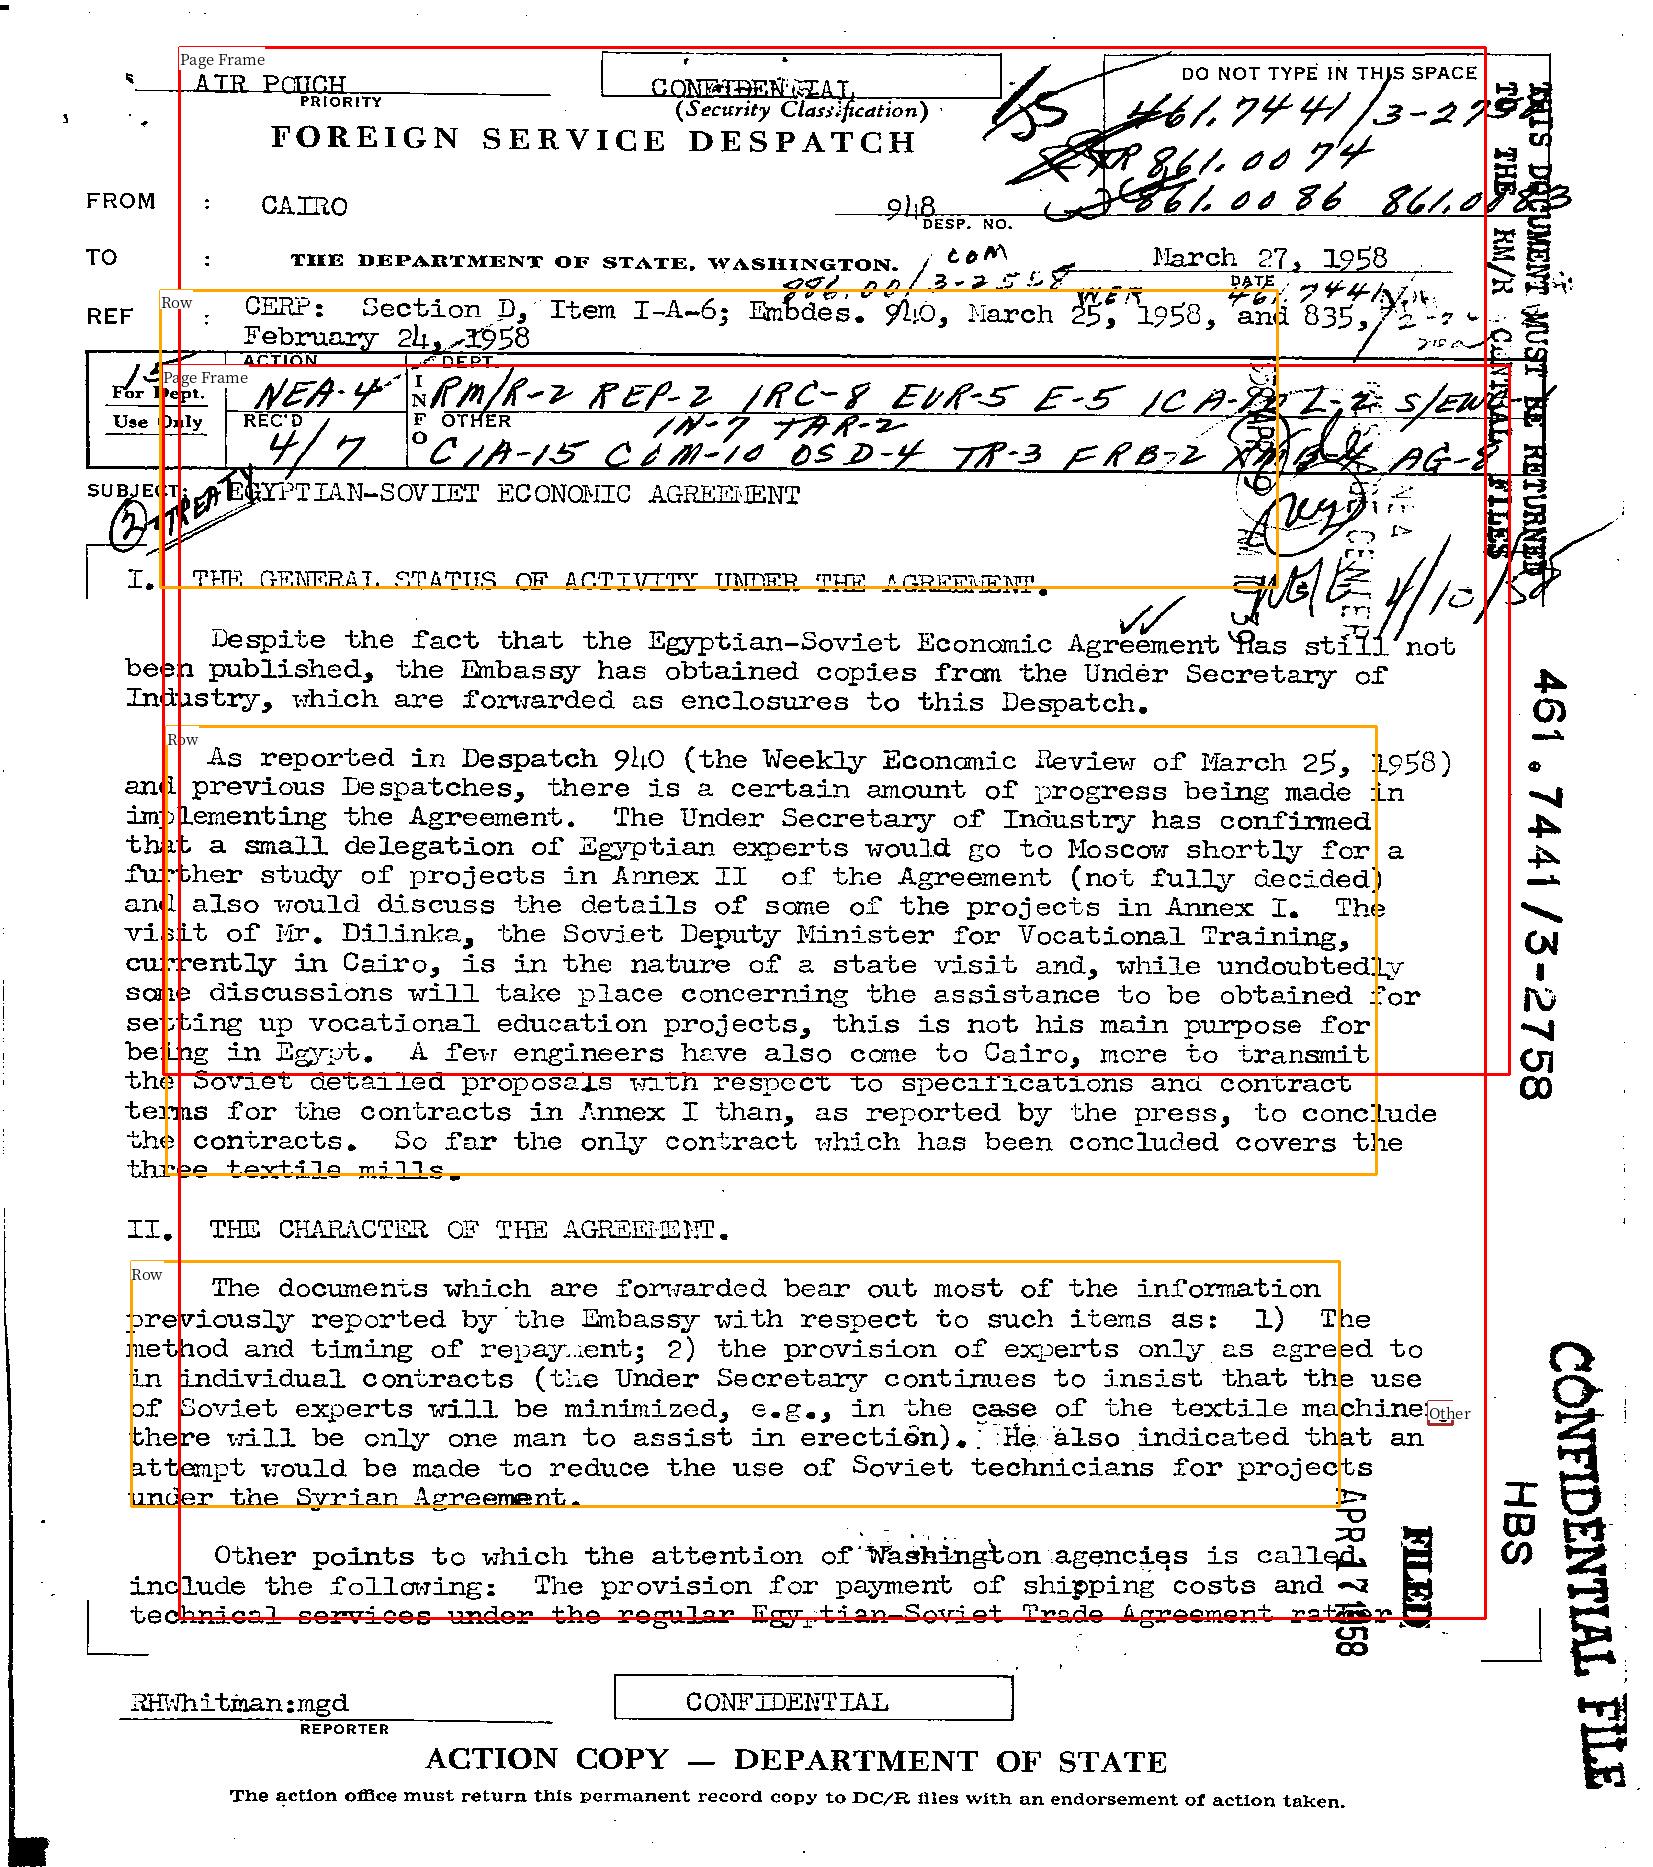 AIR POUCH
PRIORITY
CONFIDENTIAL
(Security Classification)
DO NOT TYPE IN THIS SPACE
FOREIGN SERVICE DESPATCH
461.7441/3-2758
861.0074
861.0086 861.0083
FROM : CAIRO
948
DESP. NO.
TO : THE DEPARTMENT OF STATE, WASHINGTON.
March 27, 1958
DATE
COM
886.00/3-2558
WER 461.7441/
REF : CERP: Section D, Item I-A-6; Embdes. 940, March 25, 1958, and 835,
February 24, 1958
15
For Dept.
Use Only
ACTION
NEA-4
REC'D
4/7
INFO
DEPT.
RM/R-2 REP-2 IRC-8 EUR-5 E-5 ICA-
OTHER
IN-7 TAR-2
CIA-15 COM-10 OSD-4 TR-3 FRB-2 XMB-4 AG-8
SUBJECT: EGYPTIAN-SOVIET ECONOMIC AGREEMENT
2 TREATY
I. THE GENERAL STATUS OF ACTIVITY UNDER THE AGREEMENT.
4/10/58
Despite the fact that the Egyptian-Soviet Economic Agreement has still not
been published, the Embassy has obtained copies from the Under Secretary of
Industry, which are forwarded as enclosures to this Despatch.
As reported in Despatch 940 (the Weekly Economic Review of March 25, 1958)
and previous Despatches, there is a certain amount of progress being made in
implementing the Agreement. The Under Secretary of Industry has confirmed
that a small delegation of Egyptian experts would go to Moscow shortly for a
further study of projects in Annex II of the Agreement (not fully decided)
and also would discuss the details of some of the projects in Annex I. The
visit of Mr. Dilinka, the Soviet Deputy Minister for Vocational Training,
currently in Cairo, is in the nature of a state visit and, while undoubtedly
some discussions will take place concerning the assistance to be obtained for
setting up vocational education projects, this is not his main purpose for
being in Egypt. A few engineers have also come to Cairo, more to transmit
the Soviet detailed proposals with respect to specifications and contract
terms for the contracts in Annex I than, as reported by the press, to conclude
the contracts. So far the only contract which has been concluded covers the
three textile mills.
II. THE CHARACTER OF THE AGREEMENT.
The documents which are forwarded bear out most of the information
previously reported by the Embassy with respect to such items as: 1) The
method and timing of repayment; 2) the provision of experts only as agreed to
in individual contracts (the Under Secretary continues to insist that the use
of Soviet experts will be minimized, e.g., in the case of the textile machine
there will be only one man to assist in erection). He also indicated that an
attempt would be made to reduce the use of Soviet technicians for projects
under the Syrian Agreement.
Other points to which the attention of Washington agencies is called
include the following: The provision for payment of shipping costs and
technical services under the regular Egyptian-Soviet Trade Agreement rather
RHWhitman:mgd
REPORTER
CONFIDENTIAL
ACTION COPY — DEPARTMENT OF STATE
The action office must return this permanent record copy to DC/R files with an endorsement of action taken.
THIS DOCUMENT MUST BE RETURNED
TO THE RM/R CENTRAL FILES
461.7441/3-2758
HBS
CONFIDENTIAL FILE
FILED
APR 17 1958
Page Frame
Row
Page Frame
Row
Row
Other